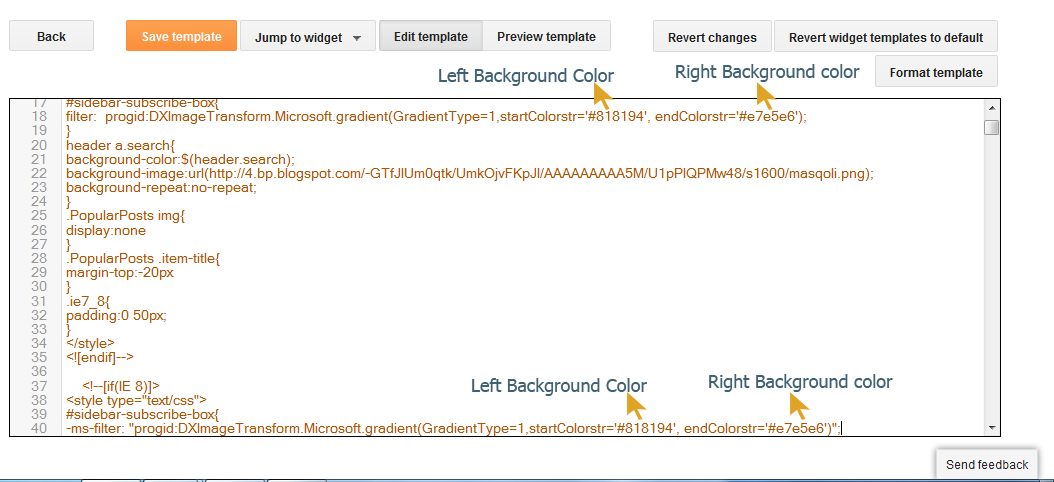 Back Save template Jump to widget Edit template Preview template Revert changes Revert widget templates to default
Left Background Color Right Background color Format template
17 #sidebar-subscribe-box{
18 filter:  progid:DXImageTransform.Microsoft.gradient(GradientType=1,startColorstr='#818194', endColorstr='#e7e5e6');
19 }
20 header a.search{
21 background-color:$(header.search);
22 background-image:url(http://4.bp.blogspot.com/-GTfJlUm0qtk/UmkOjvFKpJI/AAAAAAAAA5M/U1pPlQPMw48/s1600/masqoli.png);
23 background-repeat:no-repeat;
24 }
25 .PopularPosts img{
26 display:none
27 }
28 .PopularPosts .item-title{
29 margin-top:-20px
30 }
31 .ie7_8{
32 padding:0 50px;
33 }
34 </style>
35 <![endif]-->
36
37 <!--[if(IE 8)]>
Left Background Color Right Background color
38 <style type="text/css">
39 #sidebar-subscribe-box{
40 -ms-filter: "progid:DXImageTransform.Microsoft.gradient(GradientType=1,startColorstr='#818194', endColorstr='#e7e5e6')";
Send feedback